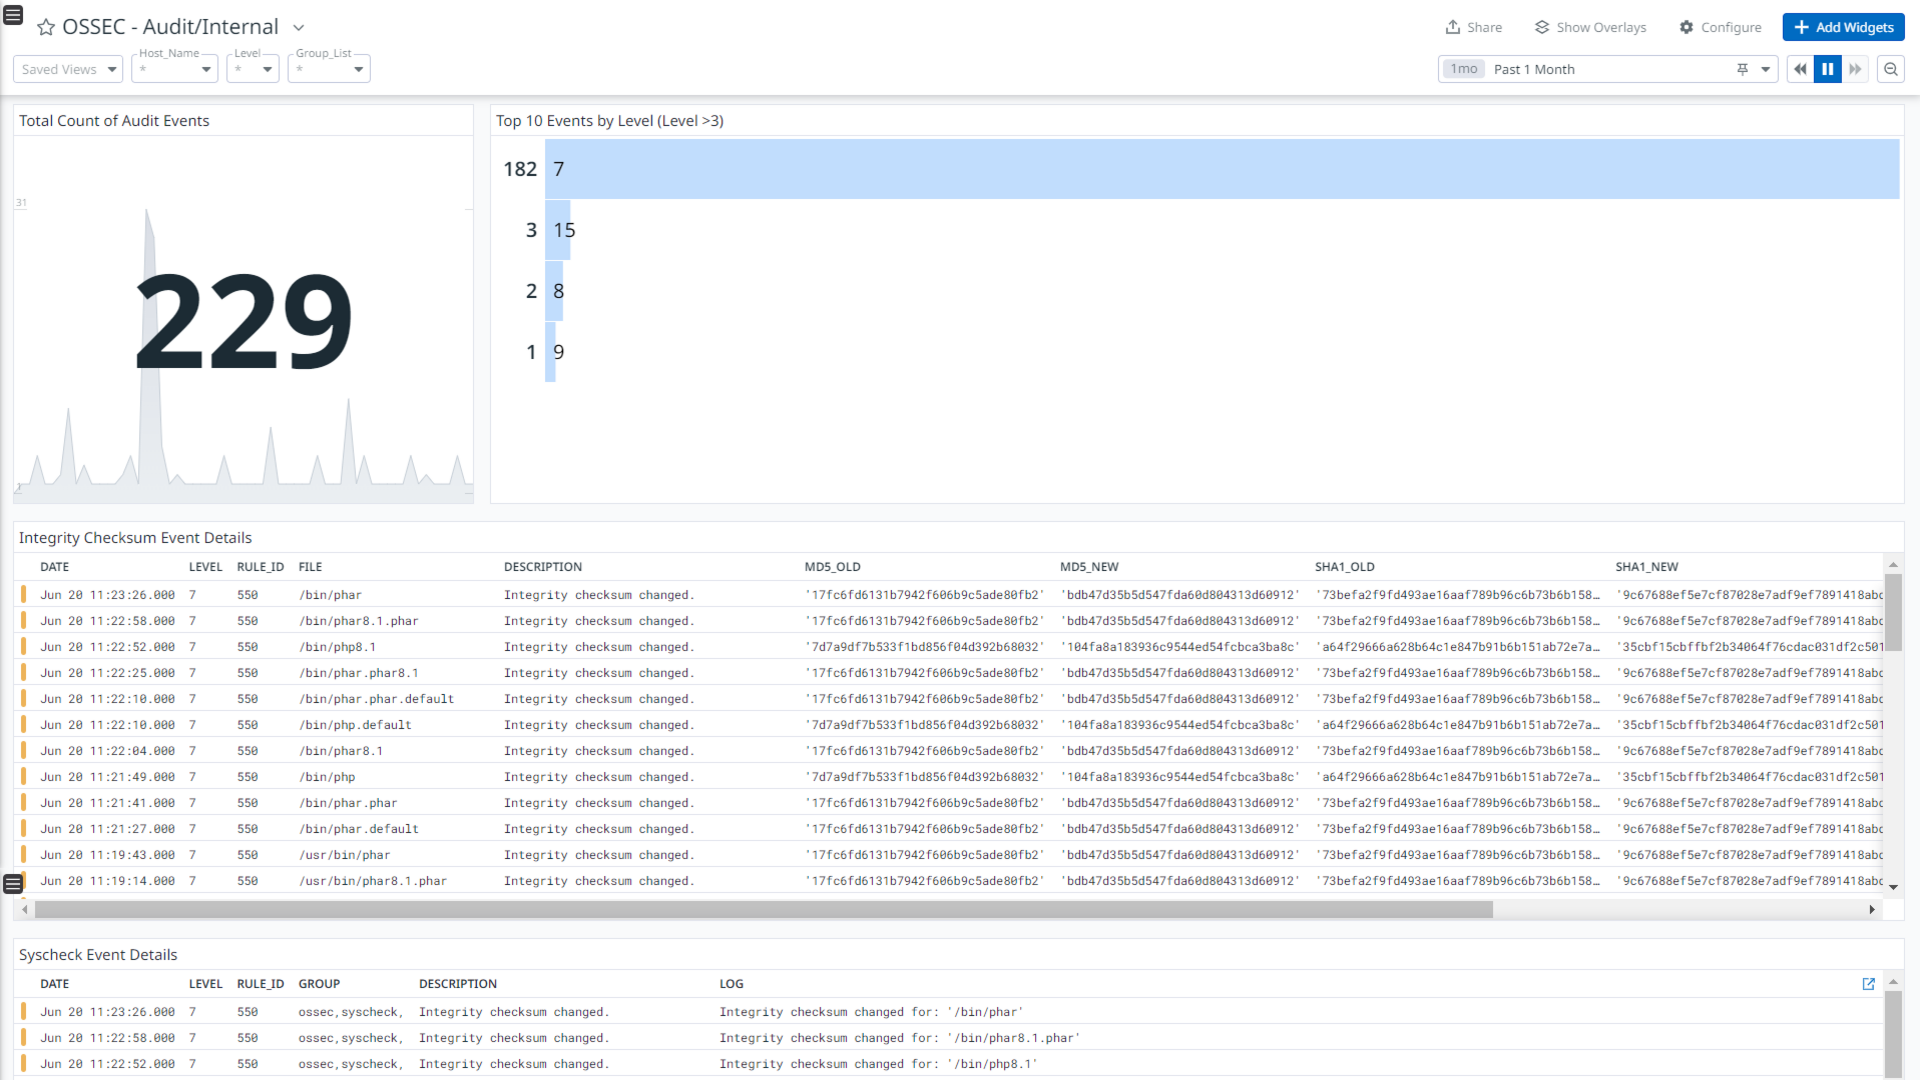 OSSEC - Audit/Internal
Share
Show Overlays
Configure
Add Widgets
Saved Views
Host_Name
*
Level
*
Group_List
*
1mo Past 1 Month
Total Count of Audit Events
31
229
Top 10 Events by Level (Level >3)
182 7
3 15
2 8
1 9
Integrity Checksum Event Details
DATE LEVEL RULE_ID FILE DESCRIPTION MD5_OLD MD5_NEW SHA1_OLD SHA1_NEW
Jun 20 11:23:26.000 7 550 /bin/phar Integrity checksum changed. '17fc6fd6131b7942f606b9c5ade80fb2' 'bdb47d35b5d547fda60d804313d60912' '73befa2f9fd493ae16aaf789b96c6b73b6b158… '9c67688ef5e7cf87028e7adf9ef7891418abc
Jun 20 11:22:58.000 7 550 /bin/phar8.1.phar Integrity checksum changed. '17fc6fd6131b7942f606b9c5ade80fb2' 'bdb47d35b5d547fda60d804313d60912' '73befa2f9fd493ae16aaf789b96c6b73b6b158… '9c67688ef5e7cf87028e7adf9ef7891418abc
Jun 20 11:22:52.000 7 550 /bin/php8.1 Integrity checksum changed. '7d7a9df7b533f1bd856f04d392b68032' '104fa8a183936c9544ed54fcbca3ba8c' 'a64f29666a628b64c1e847b91b6b151ab72e7a… '35cbf15cbffbf2b34064f76cdac031df2c501
Jun 20 11:22:25.000 7 550 /bin/phar.phar8.1 Integrity checksum changed. '17fc6fd6131b7942f606b9c5ade80fb2' 'bdb47d35b5d547fda60d804313d60912' '73befa2f9fd493ae16aaf789b96c6b73b6b158… '9c67688ef5e7cf87028e7adf9ef7891418abc
Jun 20 11:22:10.000 7 550 /bin/phar.phar.default Integrity checksum changed. '17fc6fd6131b7942f606b9c5ade80fb2' 'bdb47d35b5d547fda60d804313d60912' '73befa2f9fd493ae16aaf789b96c6b73b6b158… '9c67688ef5e7cf87028e7adf9ef7891418abc
Jun 20 11:22:10.000 7 550 /bin/php.default Integrity checksum changed. '7d7a9df7b533f1bd856f04d392b68032' '104fa8a183936c9544ed54fcbca3ba8c' 'a64f29666a628b64c1e847b91b6b151ab72e7a… '35cbf15cbffbf2b34064f76cdac031df2c501
Jun 20 11:22:04.000 7 550 /bin/phar8.1 Integrity checksum changed. '17fc6fd6131b7942f606b9c5ade80fb2' 'bdb47d35b5d547fda60d804313d60912' '73befa2f9fd493ae16aaf789b96c6b73b6b158… '9c67688ef5e7cf87028e7adf9ef7891418abc
Jun 20 11:21:49.000 7 550 /bin/php Integrity checksum changed. '7d7a9df7b533f1bd856f04d392b68032' '104fa8a183936c9544ed54fcbca3ba8c' 'a64f29666a628b64c1e847b91b6b151ab72e7a… '35cbf15cbffbf2b34064f76cdac031df2c501
Jun 20 11:21:41.000 7 550 /bin/phar.phar Integrity checksum changed. '17fc6fd6131b7942f606b9c5ade80fb2' 'bdb47d35b5d547fda60d804313d60912' '73befa2f9fd493ae16aaf789b96c6b73b6b158… '9c67688ef5e7cf87028e7adf9ef7891418abc
Jun 20 11:21:27.000 7 550 /bin/phar.default Integrity checksum changed. '17fc6fd6131b7942f606b9c5ade80fb2' 'bdb47d35b5d547fda60d804313d60912' '73befa2f9fd493ae16aaf789b96c6b73b6b158… '9c67688ef5e7cf87028e7adf9ef7891418abc
Jun 20 11:19:43.000 7 550 /usr/bin/phar Integrity checksum changed. '17fc6fd6131b7942f606b9c5ade80fb2' 'bdb47d35b5d547fda60d804313d60912' '73befa2f9fd493ae16aaf789b96c6b73b6b158… '9c67688ef5e7cf87028e7adf9ef7891418abc
Jun 20 11:19:14.000 7 550 /usr/bin/phar8.1.phar Integrity checksum changed. '17fc6fd6131b7942f606b9c5ade80fb2' 'bdb47d35b5d547fda60d804313d60912' '73befa2f9fd493ae16aaf789b96c6b73b6b158… '9c67688ef5e7cf87028e7adf9ef7891418abc
Syscheck Event Details
DATE LEVEL RULE_ID GROUP DESCRIPTION LOG
Jun 20 11:23:26.000 7 550 ossec,syscheck, Integrity checksum changed. Integrity checksum changed for: '/bin/phar'
Jun 20 11:22:58.000 7 550 ossec,syscheck, Integrity checksum changed. Integrity checksum changed for: '/bin/phar8.1.phar'
Jun 20 11:22:52.000 7 550 ossec,syscheck, Integrity checksum changed. Integrity checksum changed for: '/bin/php8.1'